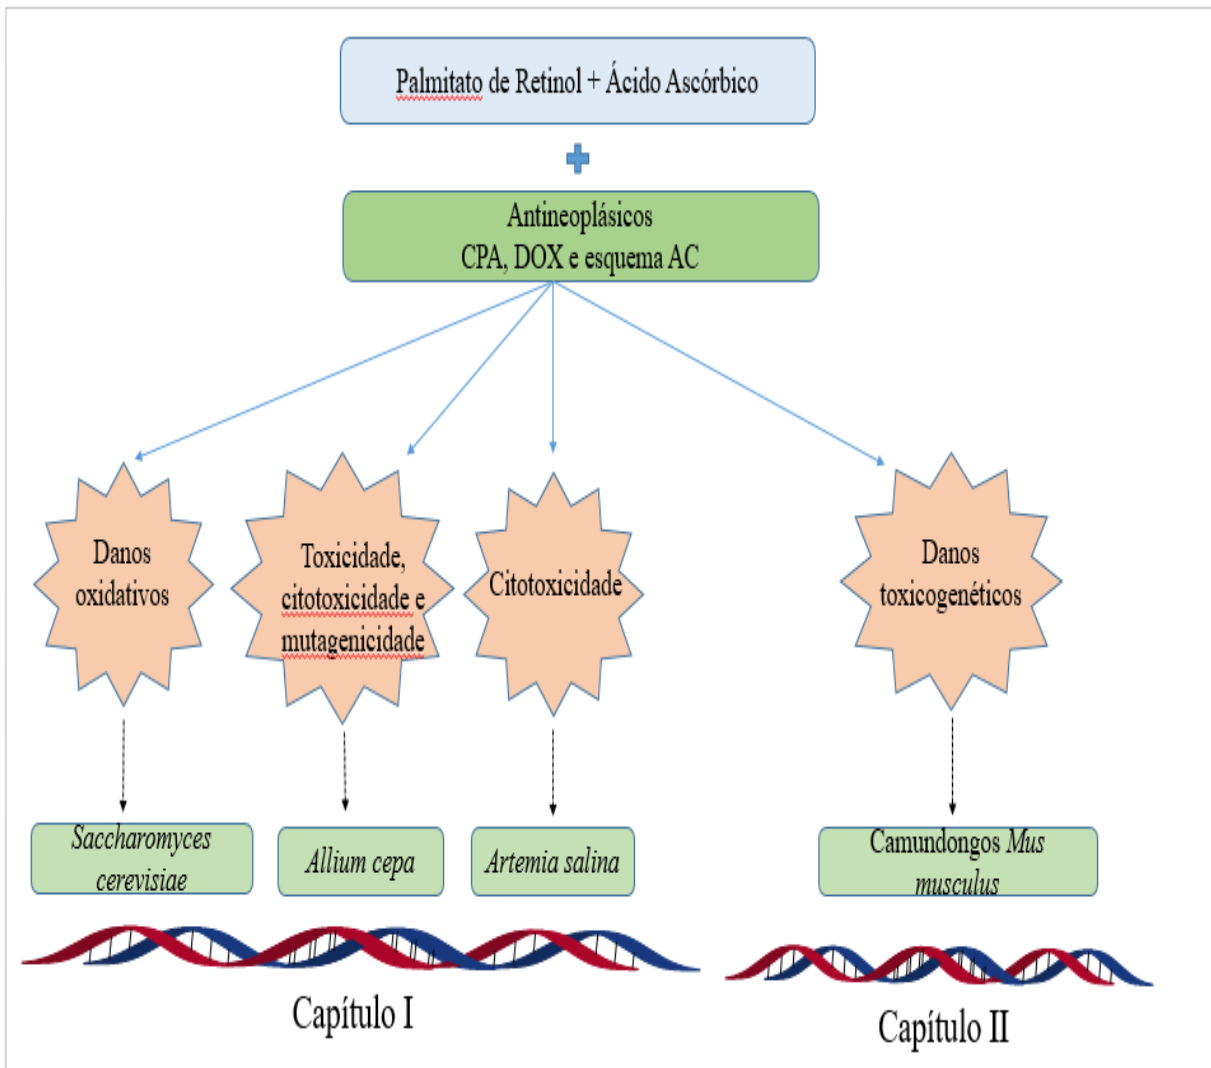 Palmitato de Retinol + Ácido Ascórbico
Antineoplásicos
CPA, DOX e esquema AC
Danos
oxidativos
Toxicidade,
citotoxicidade e
mutagenicidade
Citotoxicidade
Danos
toxicogenéticos
Saccharomyces
cerevisiae
Allium cepa
Artemia salina
Camundongos Mus
musculus
Capítulo I
Capítulo II